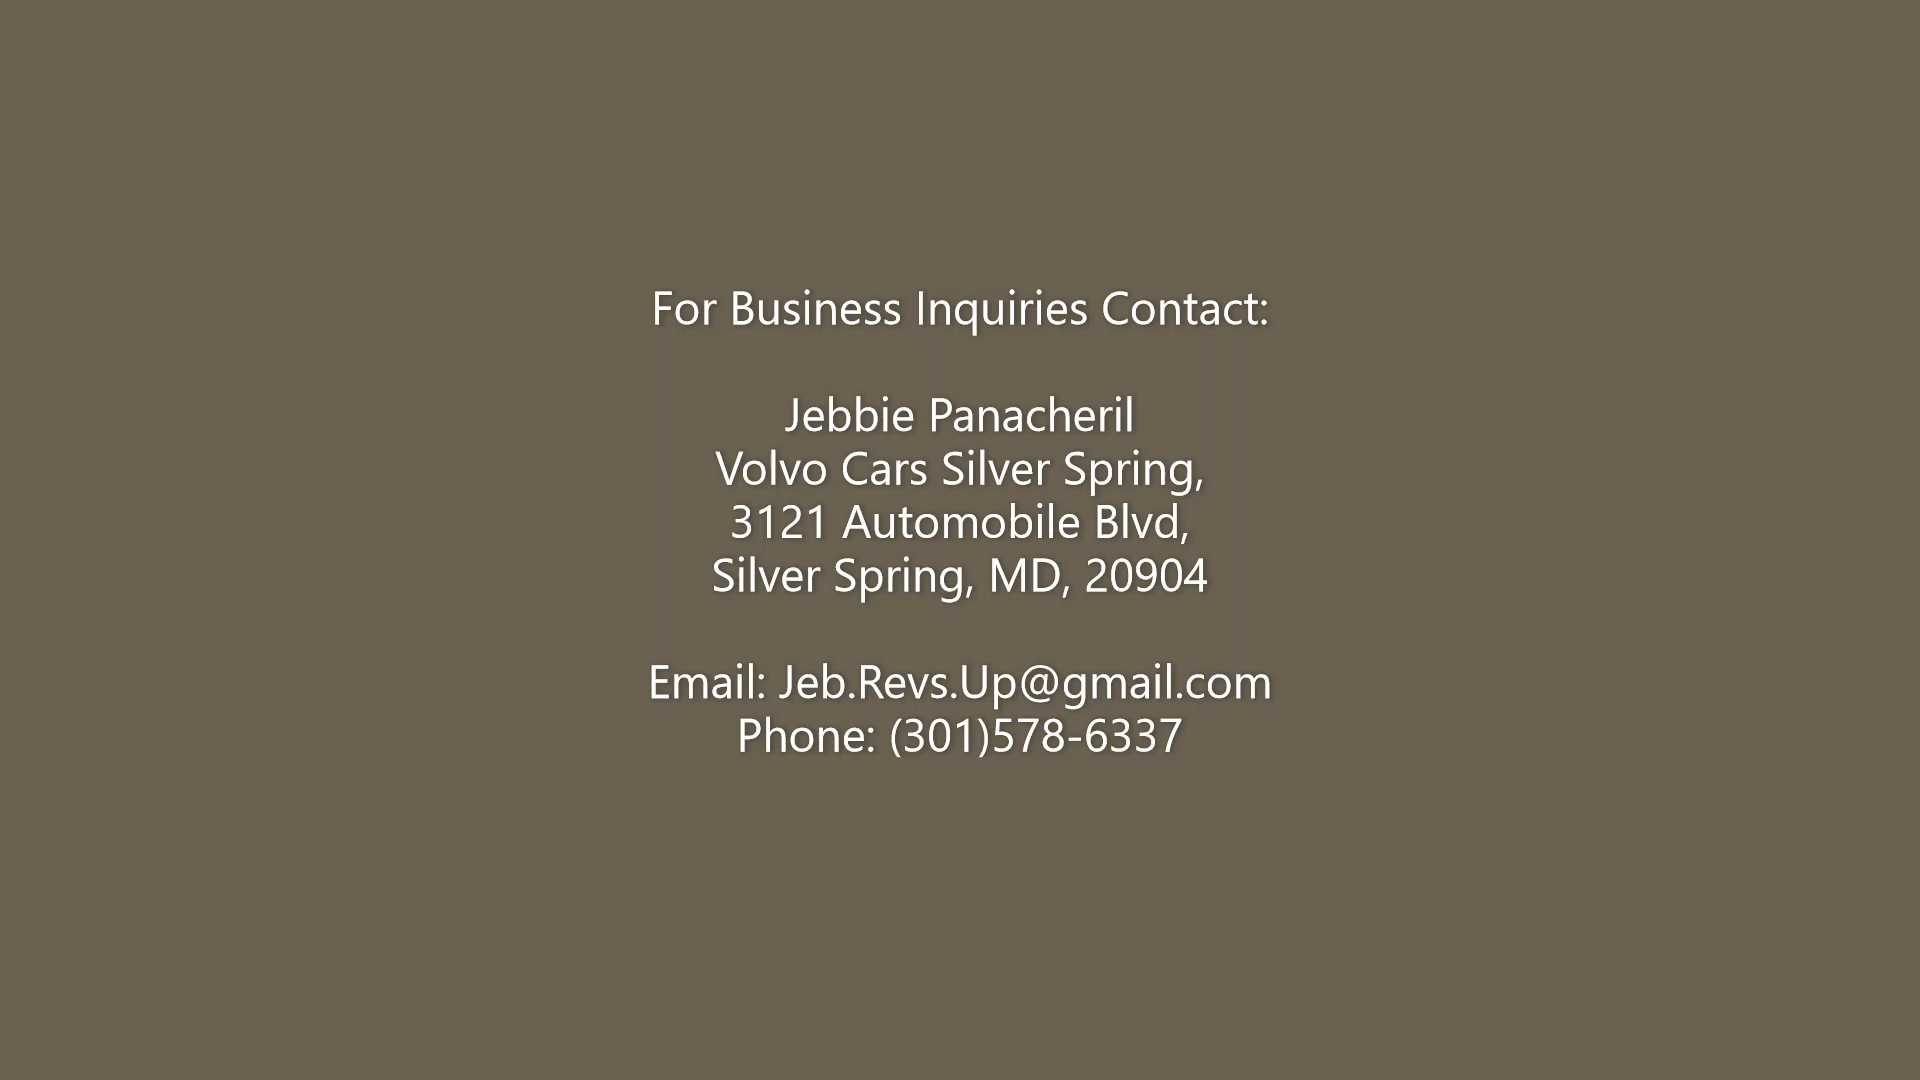 For Business Inquiries Contact:
Jebbie Panacheril
Volvo Cars Silver Spring,
3121 Automobile Blvd,
Silver Spring, MD, 20904
Email: Jeb.Revs.Up@gmail.com
Phone: (301)578-6337